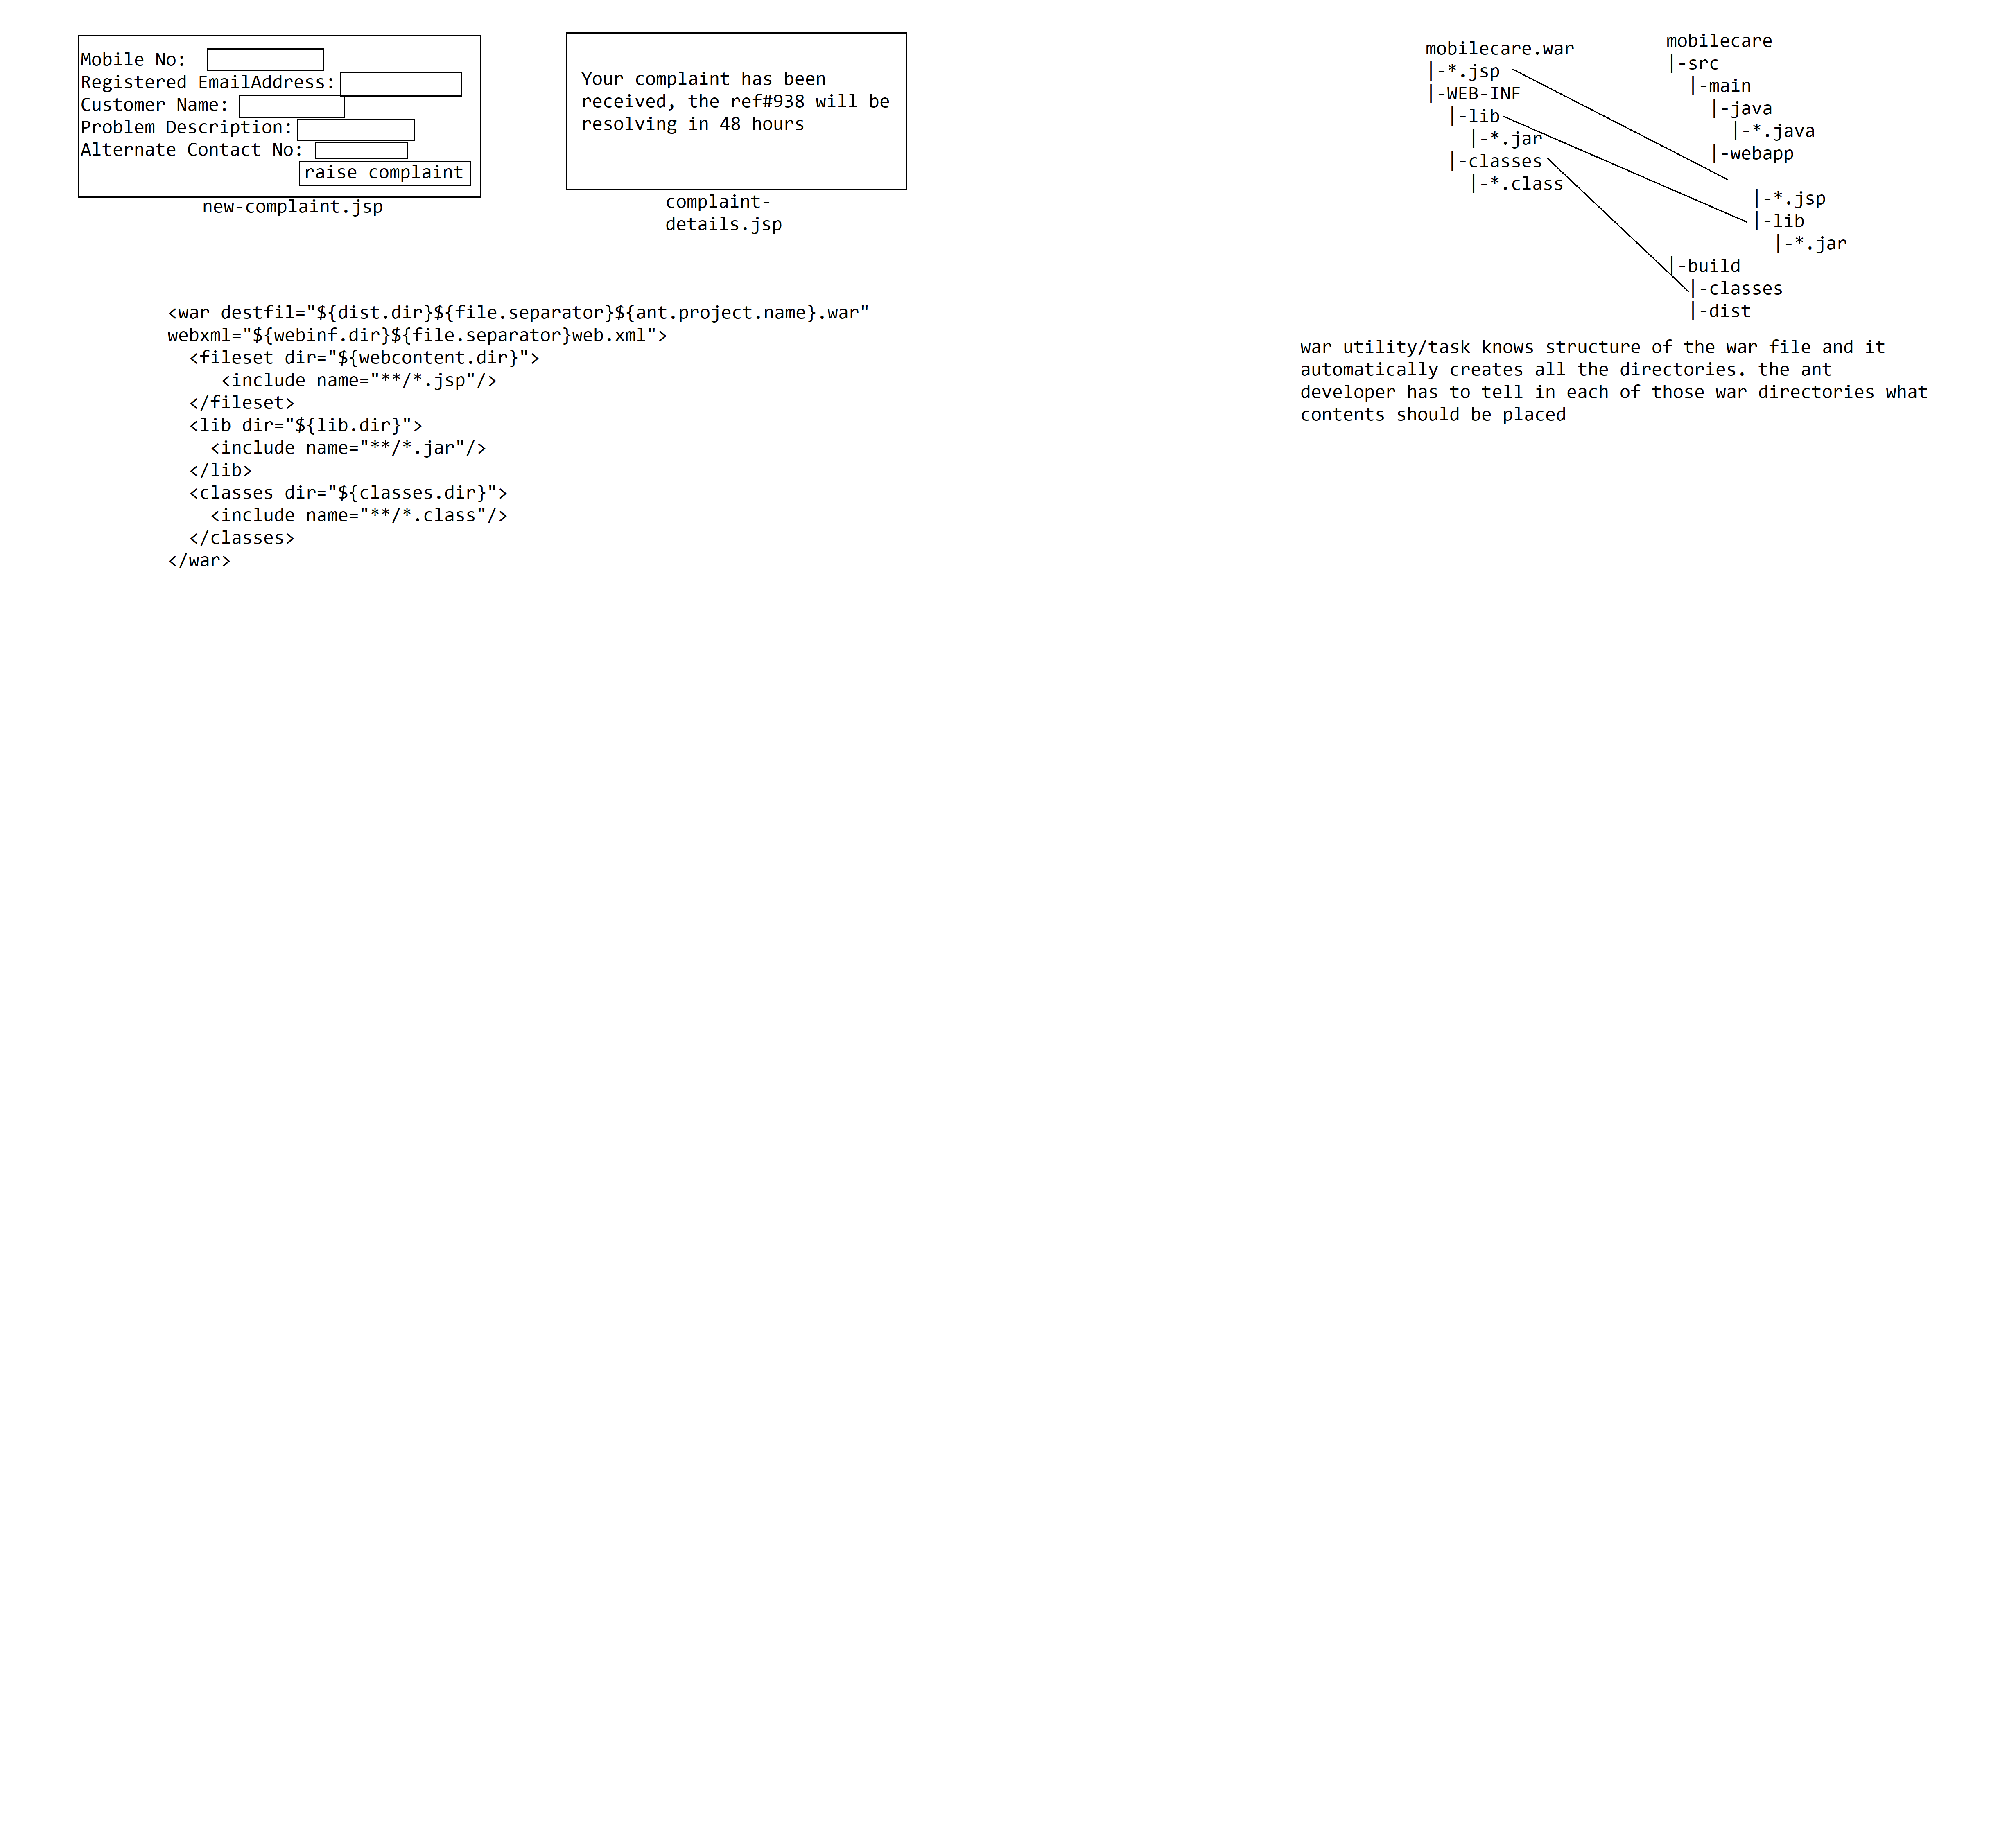 Mobile No:
Registered EmailAddress:
Customer Name:
Problem Description:
Alternate Contact No:
raise complaint
new-complaint.jsp
Your complaint has been
received, the ref#938 will be
resolving in 48 hours
complaint-
details.jsp
mobilecare.war
|-*.jsp
|-WEB-INF
  |-lib
    |-*.jar
  |-classes
    |-*.class
mobilecare
|-src
  |-main
    |-java
      |-*.java
    |-webapp
        |-*.jsp
        |-lib
          |-*.jar
|-build
  |-classes
  |-dist
<war destfil="${dist.dir}${file.separator}${ant.project.name}.war"
webxml="${webinf.dir}${file.separator}web.xml">
  <fileset dir="${webcontent.dir}">
     <include name="**/*.jsp"/>
  </fileset>
  <lib dir="${lib.dir}">
    <include name="**/*.jar"/>
  </lib>
  <classes dir="${classes.dir}">
    <include name="**/*.class"/>
  </classes>
</war>
war utility/task knows structure of the war file and it
automatically creates all the directories. the ant
developer has to tell in each of those war directories what
contents should be placed